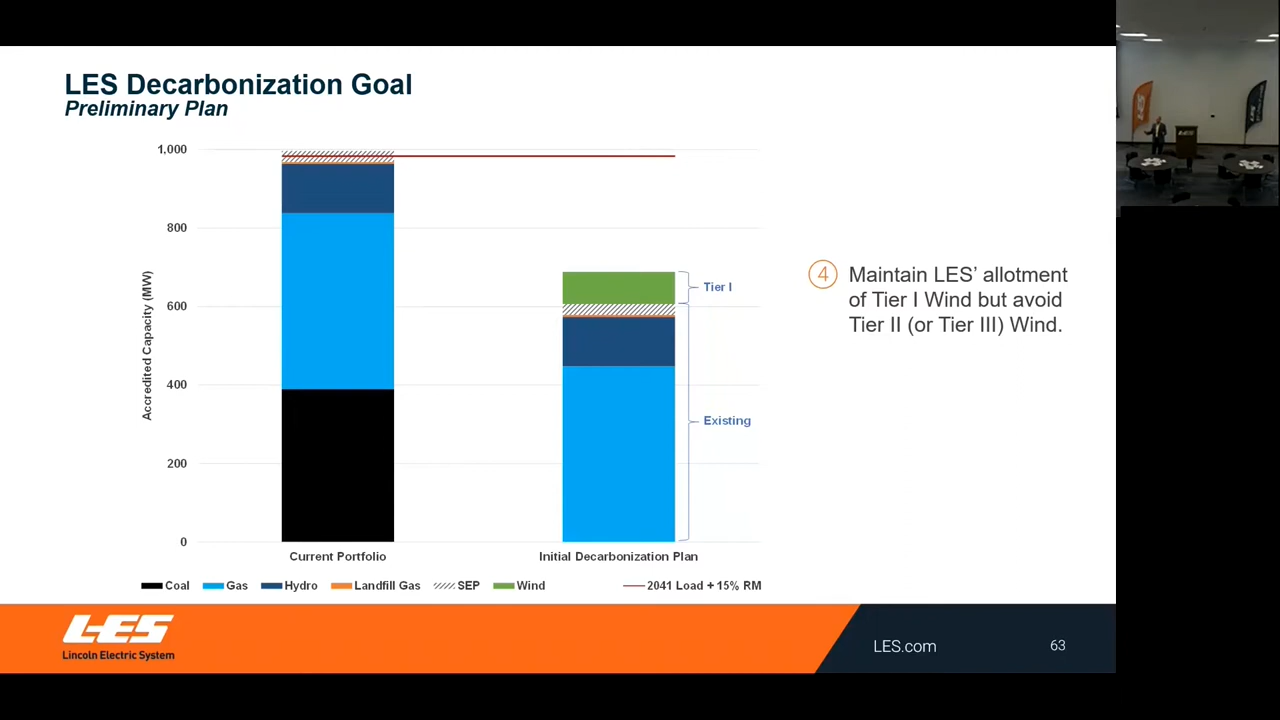 LES Decarbonization Goal
Preliminary Plan
1,000
800
600
400
200
0
Accredited Capacity (MW)
Tier I
Existing
Current Portfolio
Initial Decarbonization Plan
Coal
Gas
Hydro
Landfill Gas
SEP
Wind
2041 Load + 15% RM
4 Maintain LES’ allotment
of Tier I Wind but avoid
Tier II (or Tier III) Wind.
LES
Lincoln Electric System
LES.com
63
LES
LES